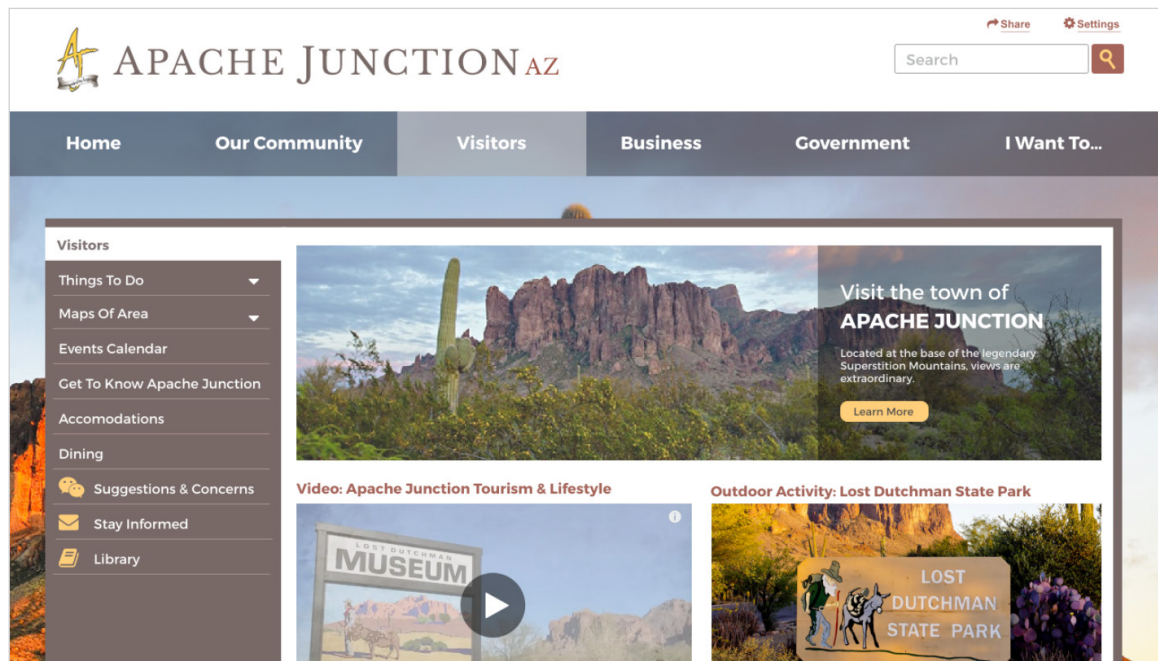 Share
Settings
APACHE JUNCTION AZ
Search
Home
Our Community
Visitors
Business
Government
I Want To...
Visitors
Things To Do
Maps Of Area
Events Calendar
Get To Know Apache Junction
Accomodations
Dining
Suggestions & Concerns
Stay Informed
Library
Visit the town of
APACHE JUNCTION
Located at the base of the legendary
Superstition Mountains, views are
extraordinary.
Learn More
Video: Apache Junction Tourism & Lifestyle
LOST DUTCHMAN
MUSEUM
Outdoor Activity: Lost Dutchman State Park
LOST
DUTCHMAN
STATE PARK